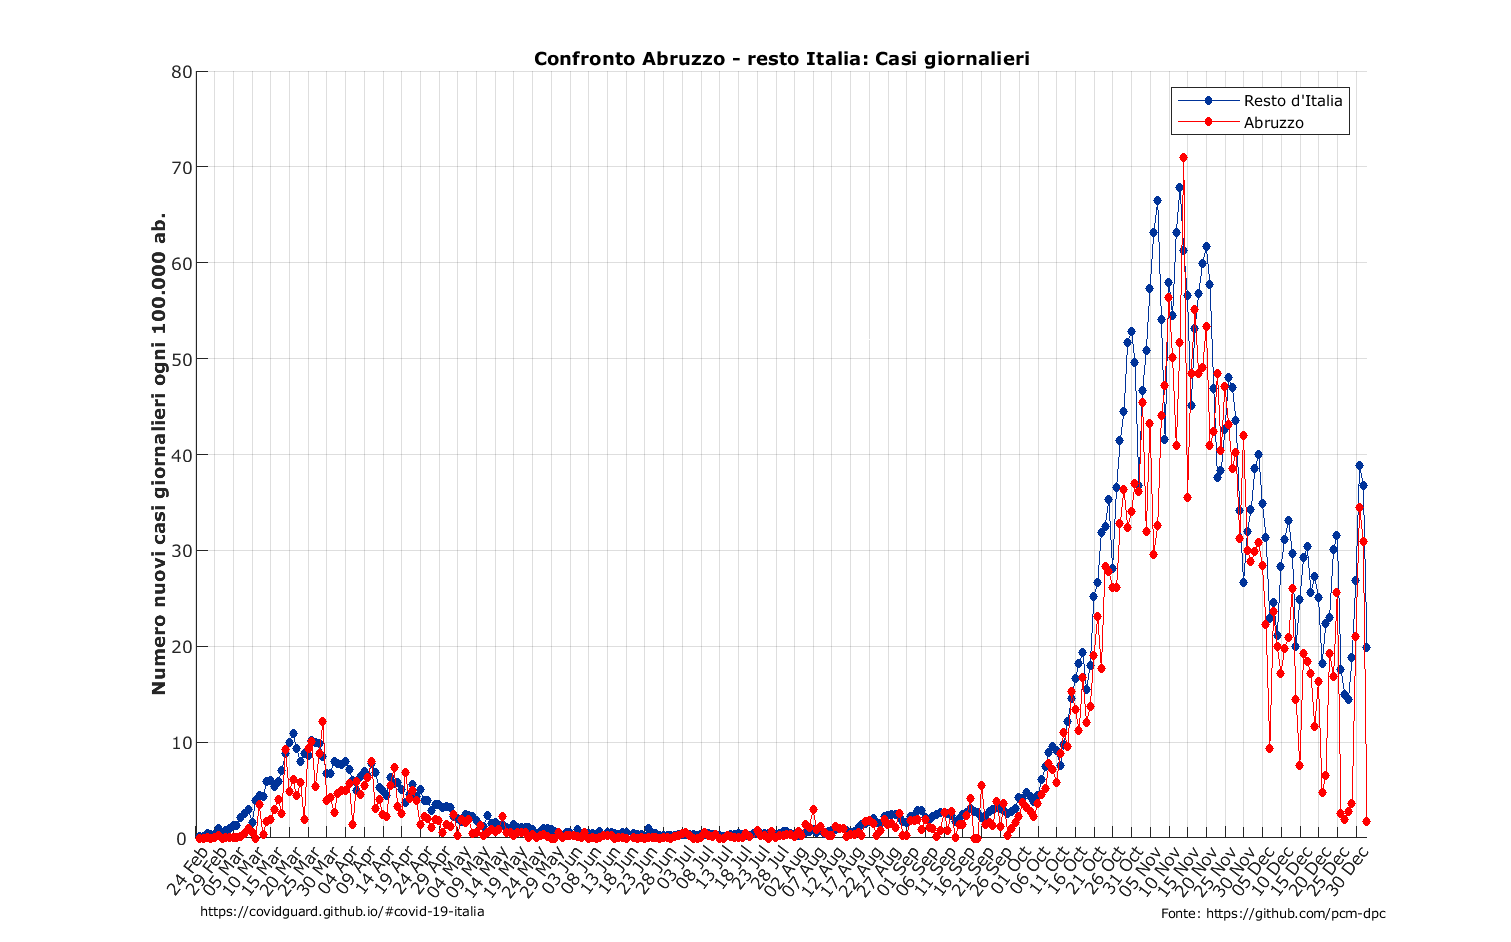 Confronto Abruzzo - resto Italia: Casi giornalieri
Resto d'Italia
Abruzzo
Numero nuovi casi giornalieri ogni 100.000 ab.
80
70
60
50
40
30
20
10
0
24 Feb
29 Feb
05 Mar
10 Mar
15 Mar
20 Mar
25 Mar
30 Mar
04 Apr
09 Apr
14 Apr
19 Apr
24 Apr
29 Apr
04 May
09 May
14 May
19 May
24 May
29 May
03 Jun
08 Jun
13 Jun
18 Jun
23 Jun
28 Jun
03 Jul
08 Jul
13 Jul
18 Jul
23 Jul
28 Jul
02 Aug
07 Aug
12 Aug
17 Aug
22 Aug
27 Aug
01 Sep
06 Sep
11 Sep
16 Sep
21 Sep
26 Sep
01 Oct
06 Oct
11 Oct
16 Oct
21 Oct
26 Oct
31 Oct
05 Nov
10 Nov
15 Nov
20 Nov
25 Nov
30 Nov
05 Dec
10 Dec
15 Dec
20 Dec
25 Dec
30 Dec
https://covidguard.github.io/#covid-19-italia
Fonte: https://github.com/pcm-dpc